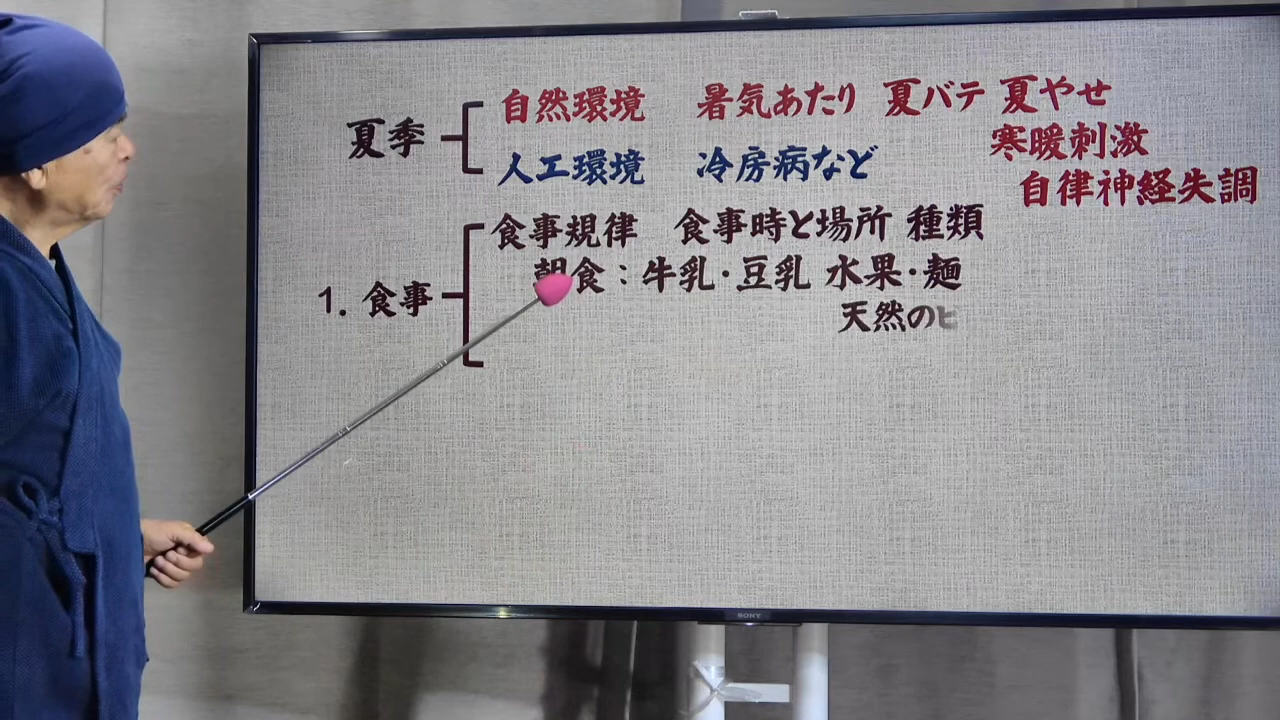 夏季
自然環境 暑気あたり 夏バテ 夏やせ
寒暖刺激
人工環境 冷房病など
自律神経失調
1. 食事
食事規律 食事時と場所 種類
朝食：牛乳・豆乳 水果・麺
天然の
SONY